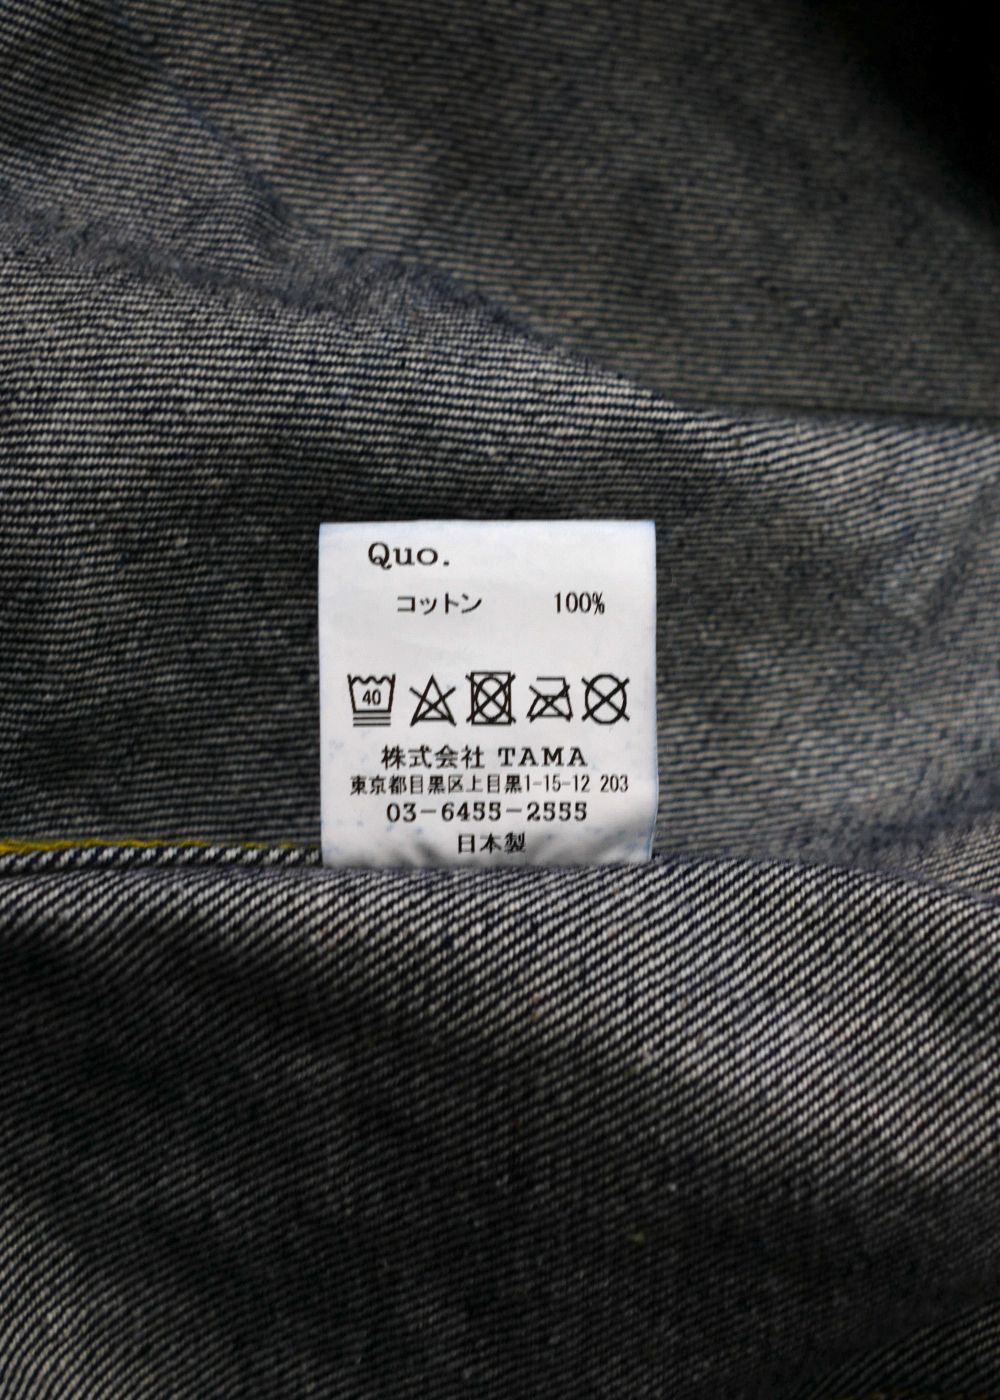 Quo.
コットン 100%
40
株式会社 TAMA
東京都目黒区上目黒1-15-12 203
03-6455-2555
日本製